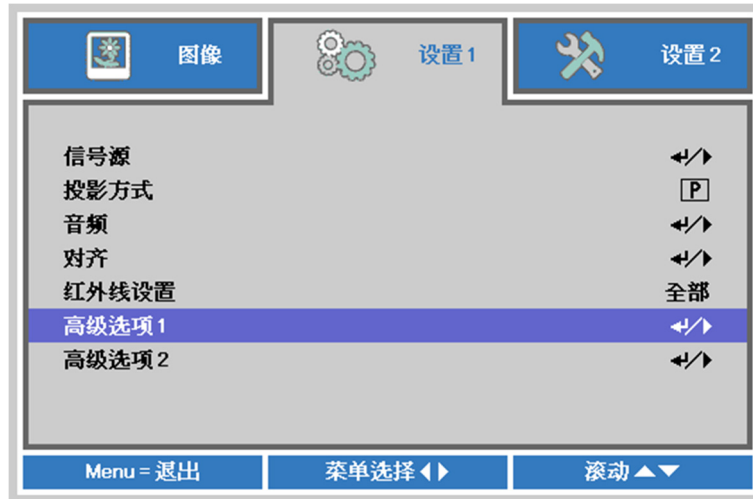 图像 设置1 设置2
信号源 ↵/▶
投影方式 P
音频 ↵/▶
对齐 ↵/▶
红外线设置 全部
高级选项1 ↵/▶
高级选项2 ↵/▶
Menu = 退出 菜单选择◀▶ 滚动▲▼